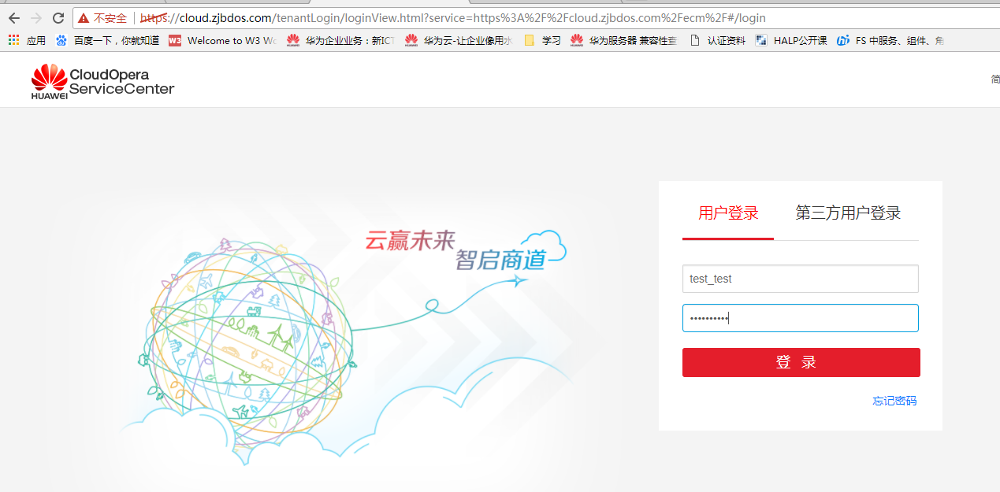 不安全 https://cloud.zjbdos.com/tenantLogin/loginView.html?service=https%3A%2F%2Fcloud.zjbdos.com%2Fecm%2F#/login
应用 百度一下，你就知道 W3 Welcome to W3 Wo 华为企业业务：新ICT 华为云-让企业像用水 学习 华为服务器 兼容性查 认证资料 HALP公开课 hi FS 中服务、组件、角
HUAWEI
CloudOpera
ServiceCenter
简
云赢未来
智启商道
用户登录 第三方用户登录
test_test
••••••••••
登 录
忘记密码